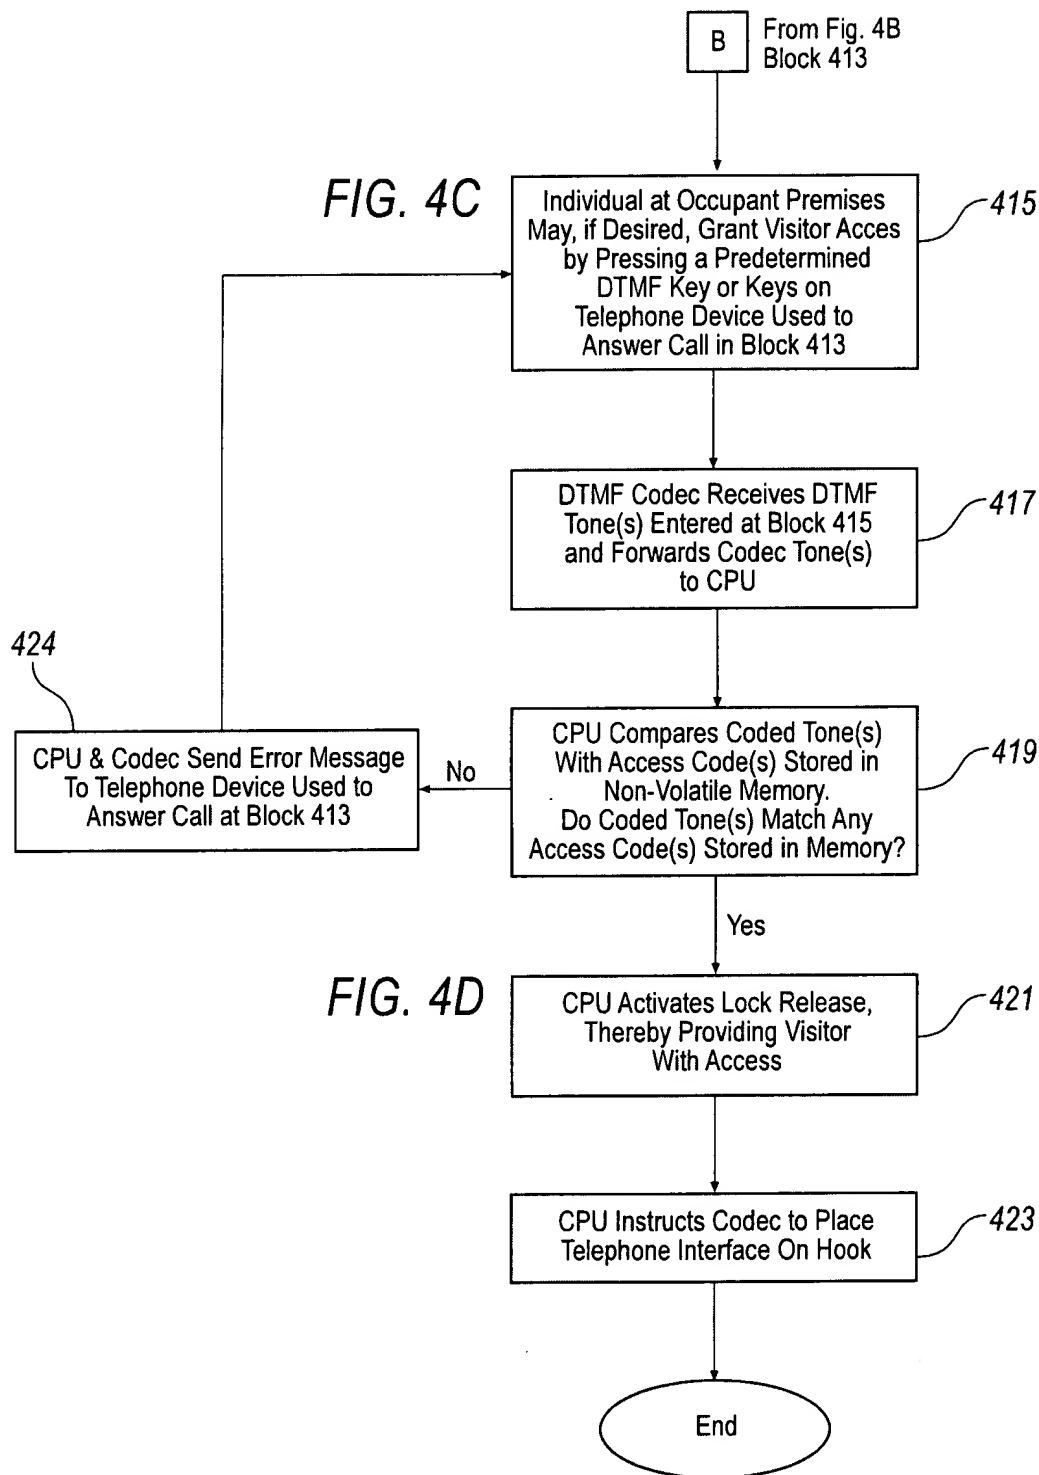 B
From Fig. 4B
Block 413
FIG. 4C
Individual at Occupant Premises
May, if Desired, Grant Visitor Acces
by Pressing a Predetermined
DTMF Key or Keys on
Telephone Device Used to
Answer Call in Block 413
415
DTMF Codec Receives DTMF
Tone(s) Entered at Block 415
and Forwards Codec Tone(s)
to CPU
417
424
CPU & Codec Send Error Message
To Telephone Device Used to
Answer Call at Block 413
No
CPU Compares Coded Tone(s)
With Access Code(s) Stored in
Non-Volatile Memory.
Do Coded Tone(s) Match Any
Access Code(s) Stored in Memory?
419
Yes
FIG. 4D
CPU Activates Lock Release,
Thereby Providing Visitor
With Access
421
CPU Instructs Codec to Place
Telephone Interface On Hook
423
End